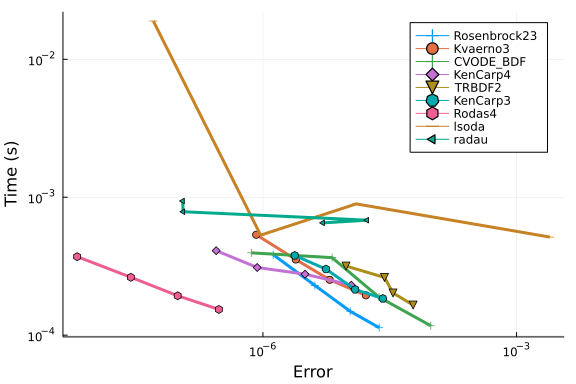 Time (s)
10⁻²
10⁻³
10⁻⁴
10⁻⁶
10⁻³
Error
Rosenbrock23
Kvaerno3
CVODE_BDF
KenCarp4
TRBDF2
KenCarp3
Rodas4
lsoda
radau